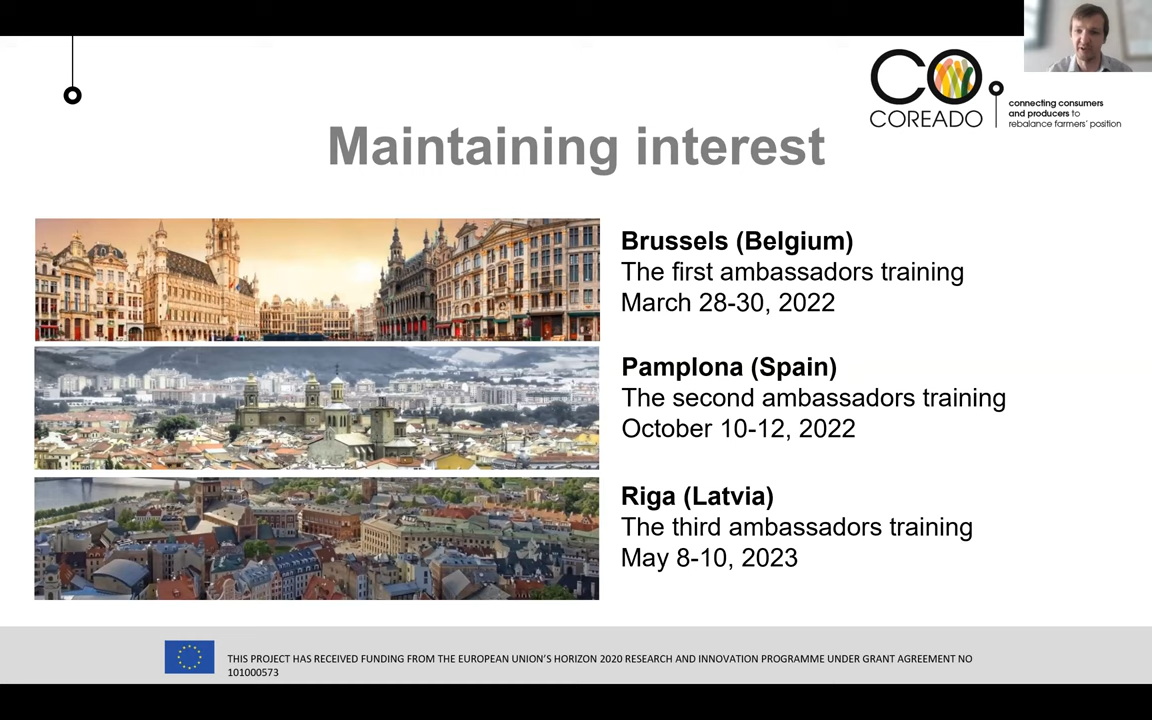 CO
COREADO
connecting consumers
and producers to
rebalance farmers' position
Maintaining interest
Brussels (Belgium)
The first ambassadors training
March 28-30, 2022
Pamplona (Spain)
The second ambassadors training
October 10-12, 2022
Riga (Latvia)
The third ambassadors training
May 8-10, 2023
THIS PROJECT HAS RECEIVED FUNDING FROM THE EUROPEAN UNION'S HORIZON 2020 RESEARCH AND INNOVATION PROGRAMME UNDER GRANT AGREEMENT NO
101000573